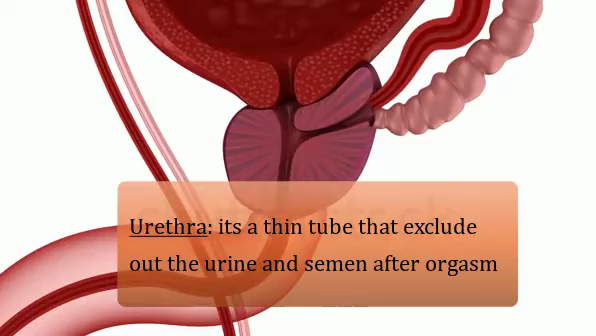 Urethra: its a thin tube that exclude
out the urine and semen after orgasm